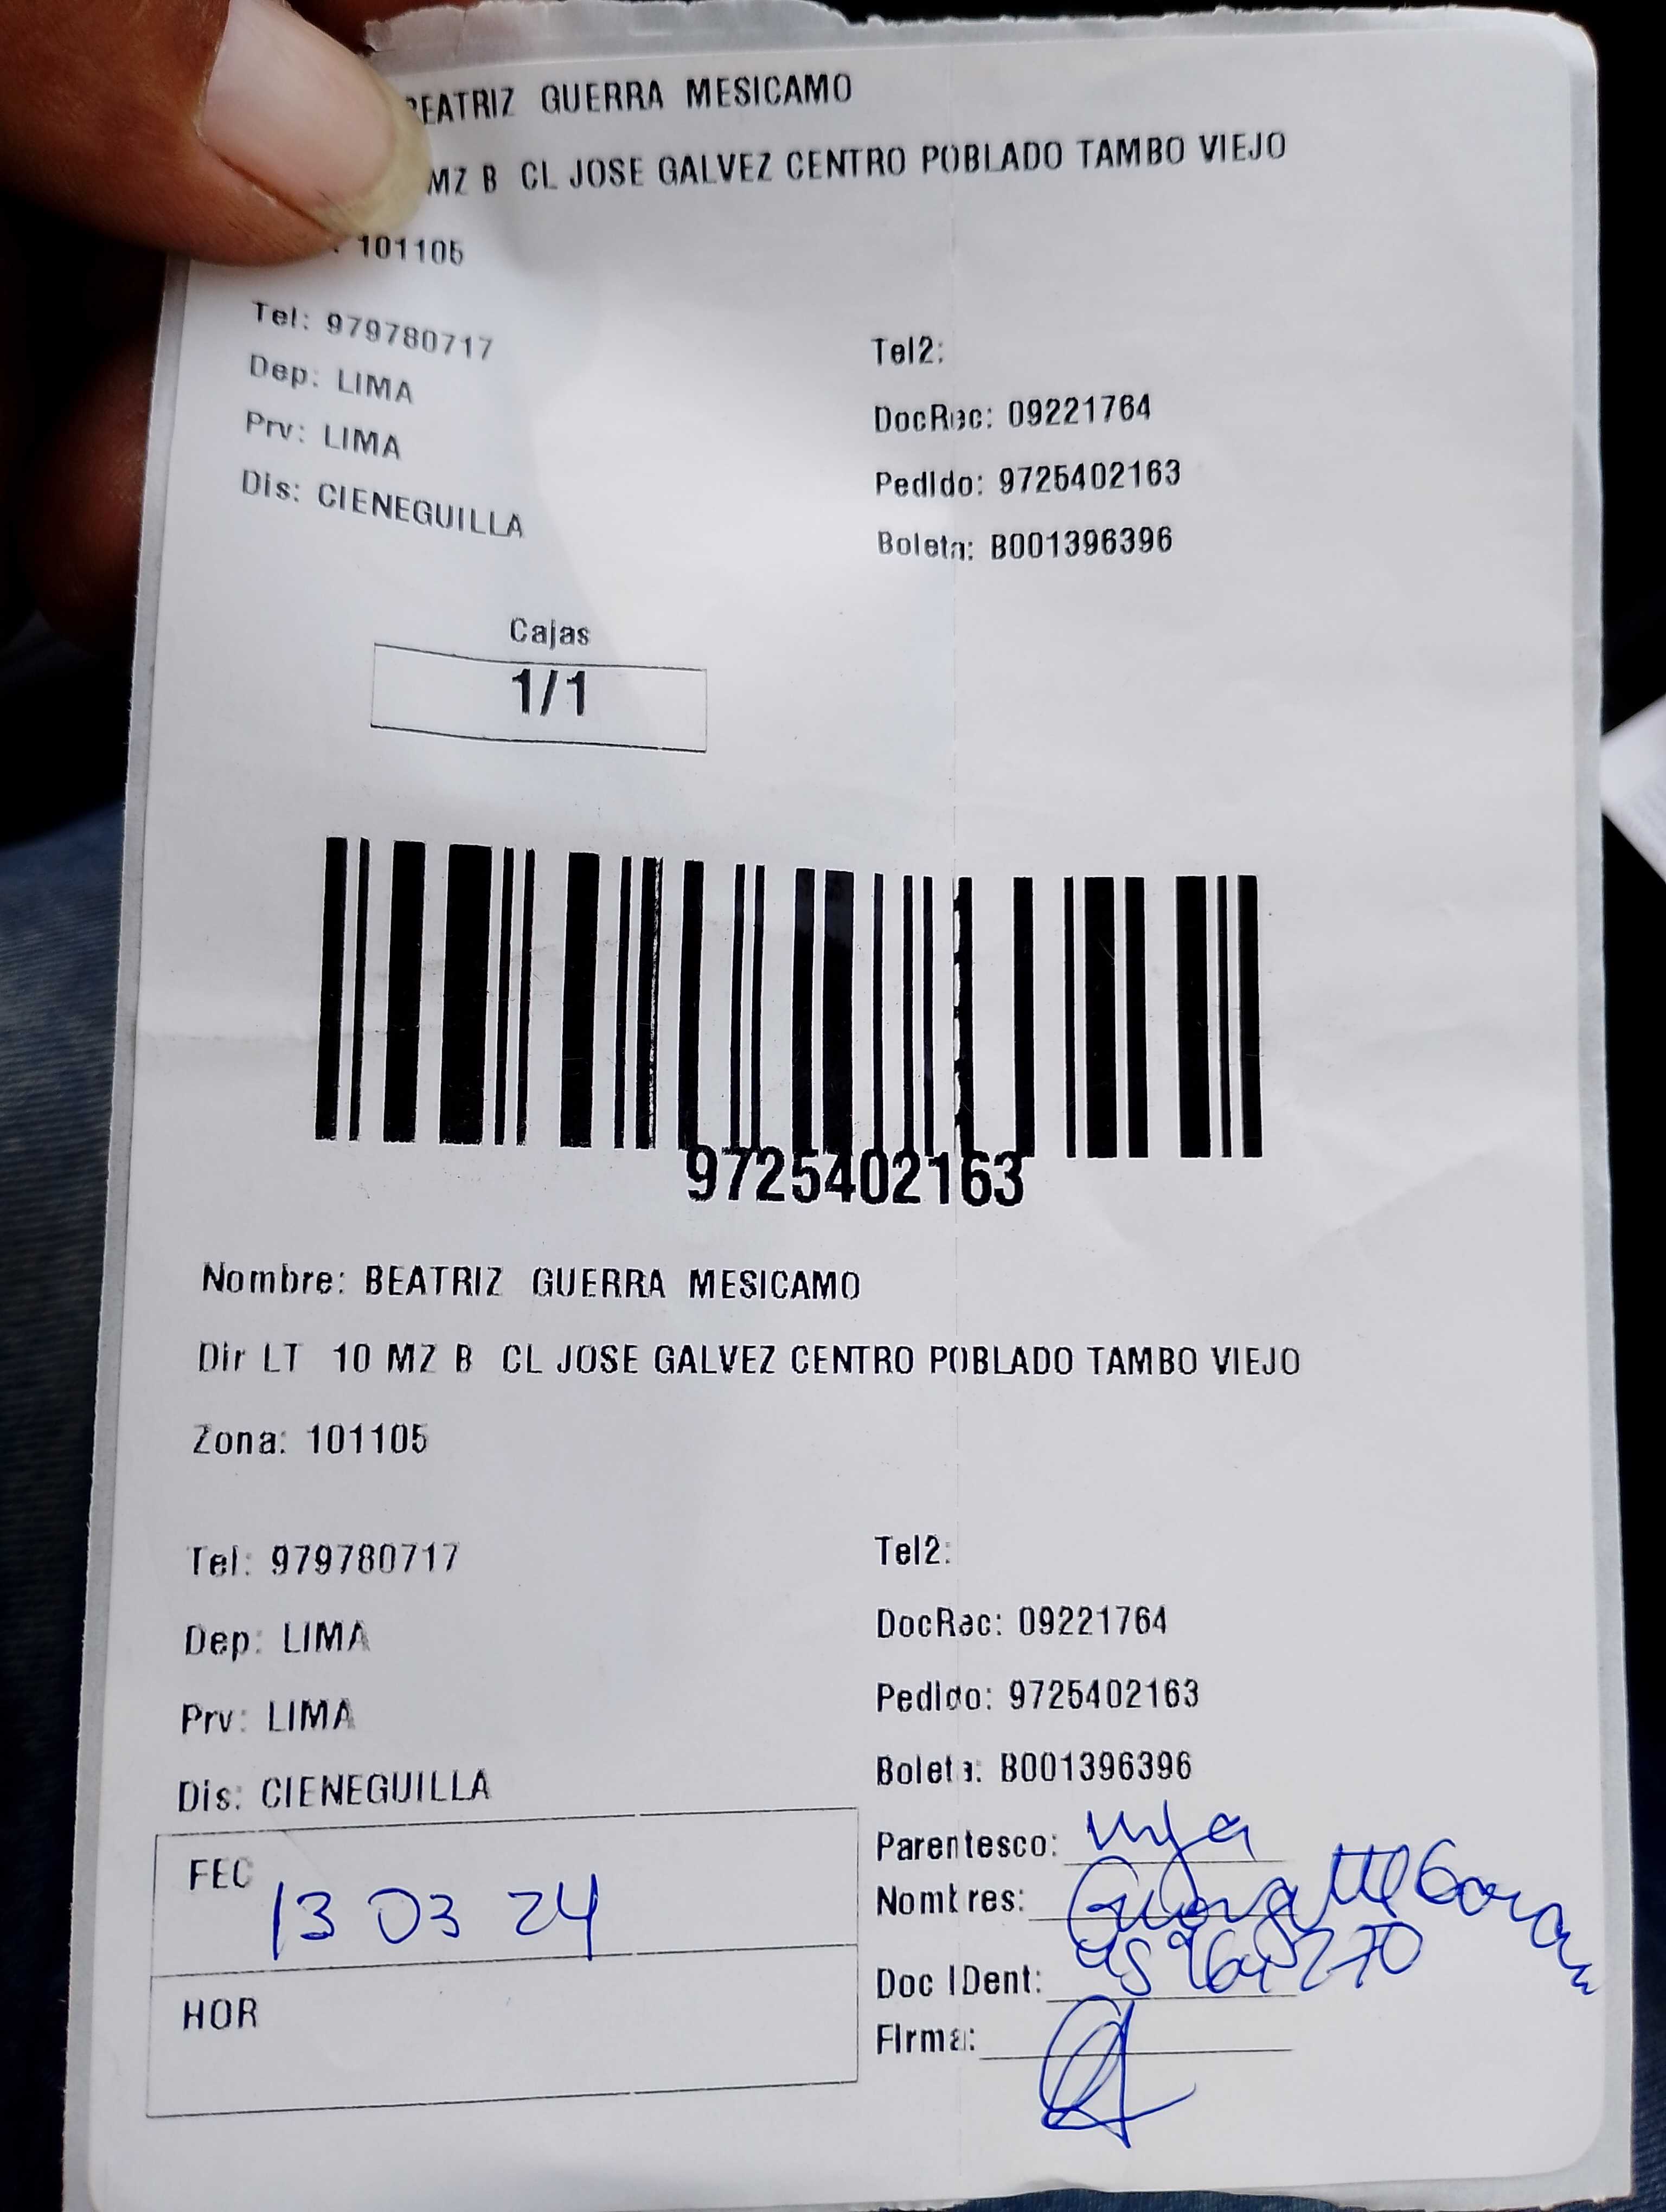 BEATRIZ GUERRA MESICAMO
MZ B CL JOSE GALVEZ CENTRO POBLADO TAMBO VIEJO
: 101105
Tel: 979780717
Tel2:
Dep: LIMA
DocRec: 09221764
Prv: LIMA
Pedido: 9725402163
Dis: CIENEGUILLA
Boleta: B001396396
Cajas
1/1
9725402163
Nombre: BEATRIZ GUERRA MESICAMO
Dir LT 10 MZ B CL JOSE GALVEZ CENTRO POBLADO TAMBO VIEJO
Zona: 101105
Tel: 979780717
Tel2:
Dep: LIMA
DocRec: 09221764
Prv: LIMA
Pedido: 9725402163
Dis: CIENEGUILLA
Boleta: B001396396
FEC 13 03 24
HOR
Parentesco:
Nombres:
Doc IDent:
Firma: